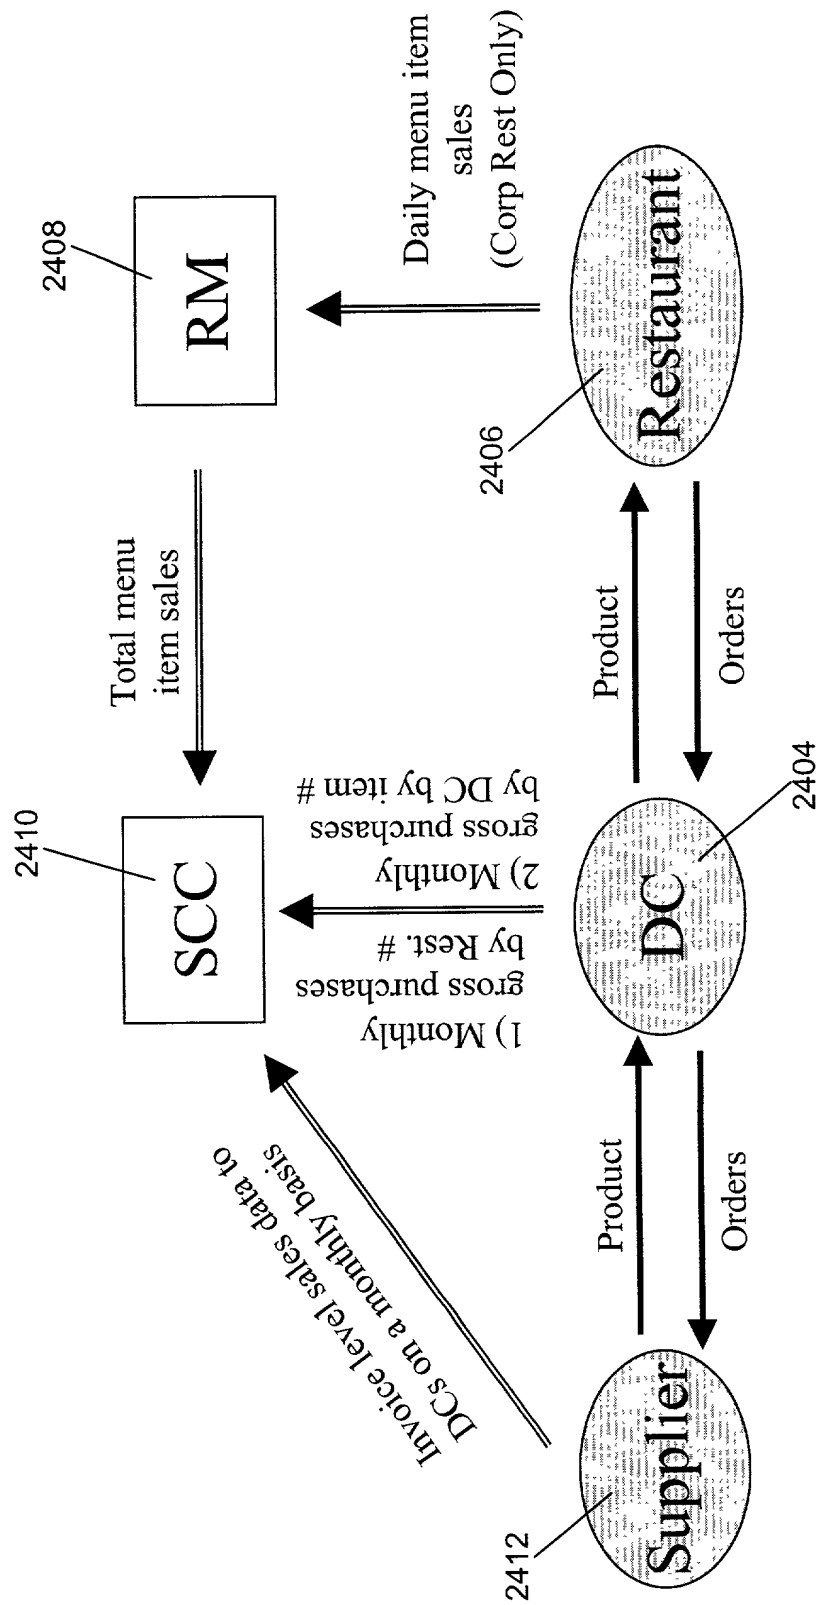 2408
RM
2410
SCC
Total menu
item sales
Daily menu item
sales
(Corp Rest Only)
Invoice level sales data to
DCs on a monthly basis
1) Monthly
gross purchases
by Rest. #
2) Monthly
gross purchases
by DC by item #
2412
Supplier
Product
Orders
DC
2404
Product
Orders
2406
Restaurant